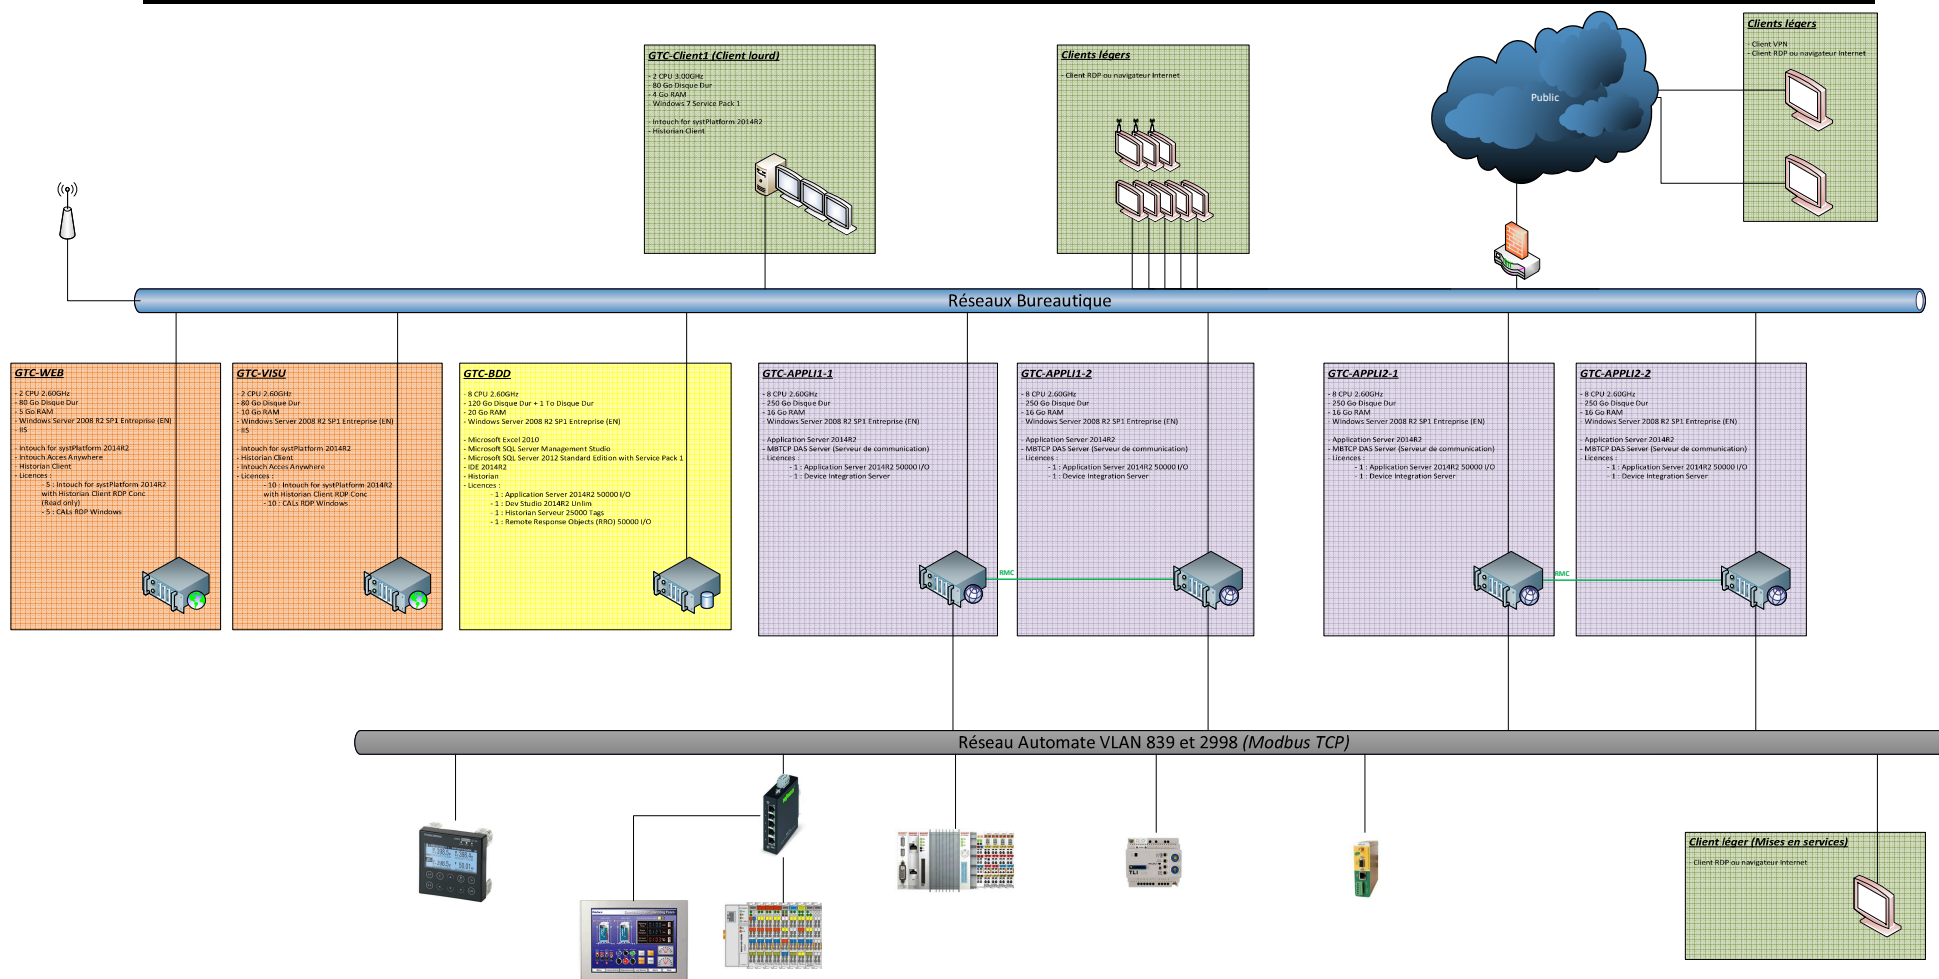 GTC-Client1 (Client lourd)
- 2 CPU 3.00GHz
- 80 Go Disque Dur
- 4 Go RAM
- Windows 7 Service Pack 1
- Intouch for systPlatform 2014R2
- Historian Client
Clients légers
- Client RDP ou navigateur Internet
Public
Clients légers
- Client VPN
- Client RDP ou navigateur Internet
Réseaux Bureautique
GTC-WEB
- 2 CPU 2.60GHz
- 80 Go Disque Dur
- 5 Go RAM
- Windows Server 2008 R2 SP1 Entreprise (EN)
- IIS
- Intouch for systPlatform 2014R2
- Intouch Acces Anywhere
- Historian Client
- Licences :
- 5 : Intouch for systPlatform 2014R2
with Historian Client RDP Conc
(Read only)
- 5 : CALs RDP Windows
GTC-VISU
- 2 CPU 2.60GHz
- 80 Go Disque Dur
- 10 Go RAM
- Windows Server 2008 R2 SP1 Entreprise (EN)
- IIS
- Intouch for systPlatform 2014R2
- Historian Client
- Intouch Acces Anywhere
- Licences :
- 10 : Intouch for systPlatform 2014R2
with Historian Client RDP Conc
- 10 : CALs RDP Windows
GTC-BDD
- 8 CPU 2.60GHz
- 120 Go Disque Dur + 1 To Disque Dur
- 20 Go RAM
- Windows Server 2008 R2 SP1 Entreprise (EN)
- Microsoft Excel 2010
- Microsoft SQL Server Management Studio
- Microsoft SQL Server 2012 Standard Edition with Service Pack 1
- IDE 2014R2
- Historian
- Licences :
- 1 : Application Server 2014R2 50000 I/O
- 1 : Dev Studio 2014R2 Unlim
- 1 : Historian Serveur 25000 Tags
- 1 : Remote Response Objects (RRO) 50000 I/O
GTC-APPLI1-1
- 8 CPU 2.60GHz
- 250 Go Disque Dur
- 16 Go RAM
- Windows Server 2008 R2 SP1 Entreprise (EN)
- Application Server 2014R2
- MBTCP DAS Server (Serveur de communication)
- Licences :
- 1 : Application Server 2014R2 50000 I/O
- 1 : Device Integration Server
RMC
GTC-APPLI1-2
- 8 CPU 2.60GHz
- 250 Go Disque Dur
- 16 Go RAM
- Windows Server 2008 R2 SP1 Entreprise (EN)
- Application Server 2014R2
- MBTCP DAS Server (Serveur de communication)
- Licences :
- 1 : Application Server 2014R2 50000 I/O
- 1 : Device Integration Server
GTC-APPLI2-1
- 8 CPU 2.60GHz
- 250 Go Disque Dur
- 16 Go RAM
- Windows Server 2008 R2 SP1 Entreprise (EN)
- Application Server 2014R2
- MBTCP DAS Server (Serveur de communication)
- Licences :
- 1 : Application Server 2014R2 50000 I/O
- 1 : Device Integration Server
RMC
GTC-APPLI2-2
- 8 CPU 2.60GHz
- 250 Go Disque Dur
- 16 Go RAM
- Windows Server 2008 R2 SP1 Entreprise (EN)
- Application Server 2014R2
- MBTCP DAS Server (Serveur de communication)
- Licences :
- 1 : Application Server 2014R2 50000 I/O
- 1 : Device Integration Server
Réseau Automate VLAN 839 et 2998 (Modbus TCP)
TLI
Client léger (Mises en services)
- Client RDP ou navigateur Internet